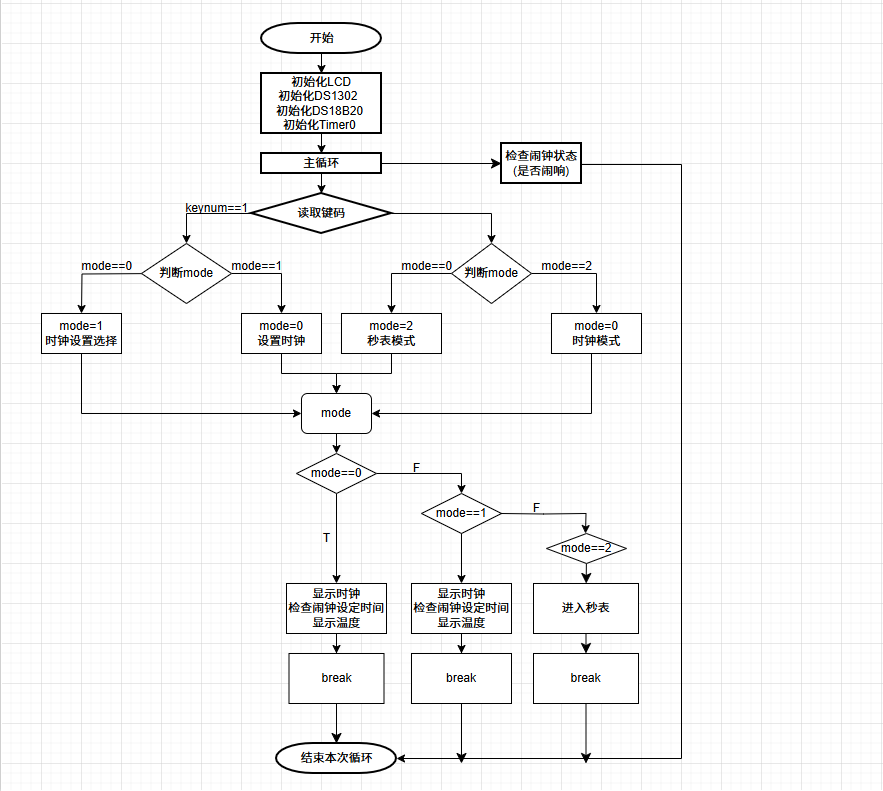 开始
初始化LCD
初始化DS1302
初始化DS18B20
初始化Timer0
主循环
检查闹钟状态
(是否闹响)
读取键码
keynum==1
判断mode
mode==0
mode==1
判断mode
mode==0
mode==2
mode=1
时钟设置选择
mode=0
设置时钟
mode=2
秒表模式
mode=0
时钟模式
mode
mode==0
F
mode==1
F
T
mode==2
显示时钟
检查闹钟设定时间
显示温度
显示时钟
检查闹钟设定时间
显示温度
进入秒表
break
break
break
结束本次循环